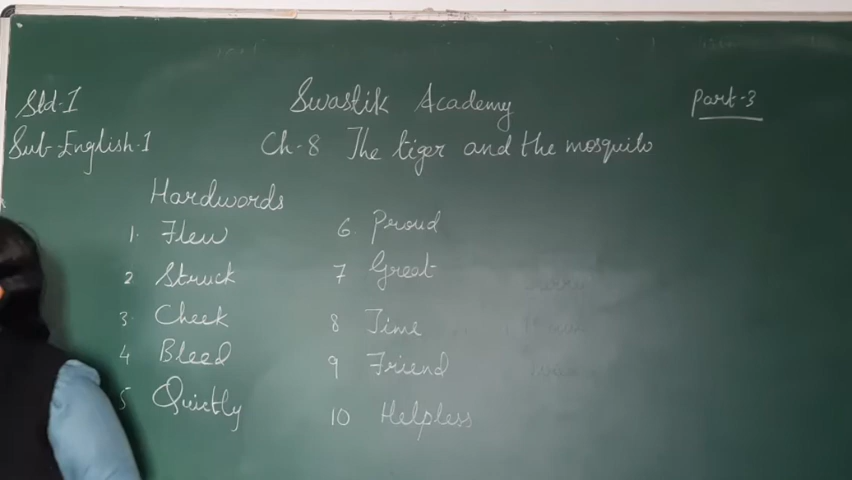 Std-I Swastik Academy Part-3
Sub-English-1 Ch-8 The tiger and the mosquito
Hardwords
1. Flew
2 Struck
3. Cheek
4 Bleed
5 Quickly
6. Proud
7 Great
8 Time
9 Friend
10 Helpless